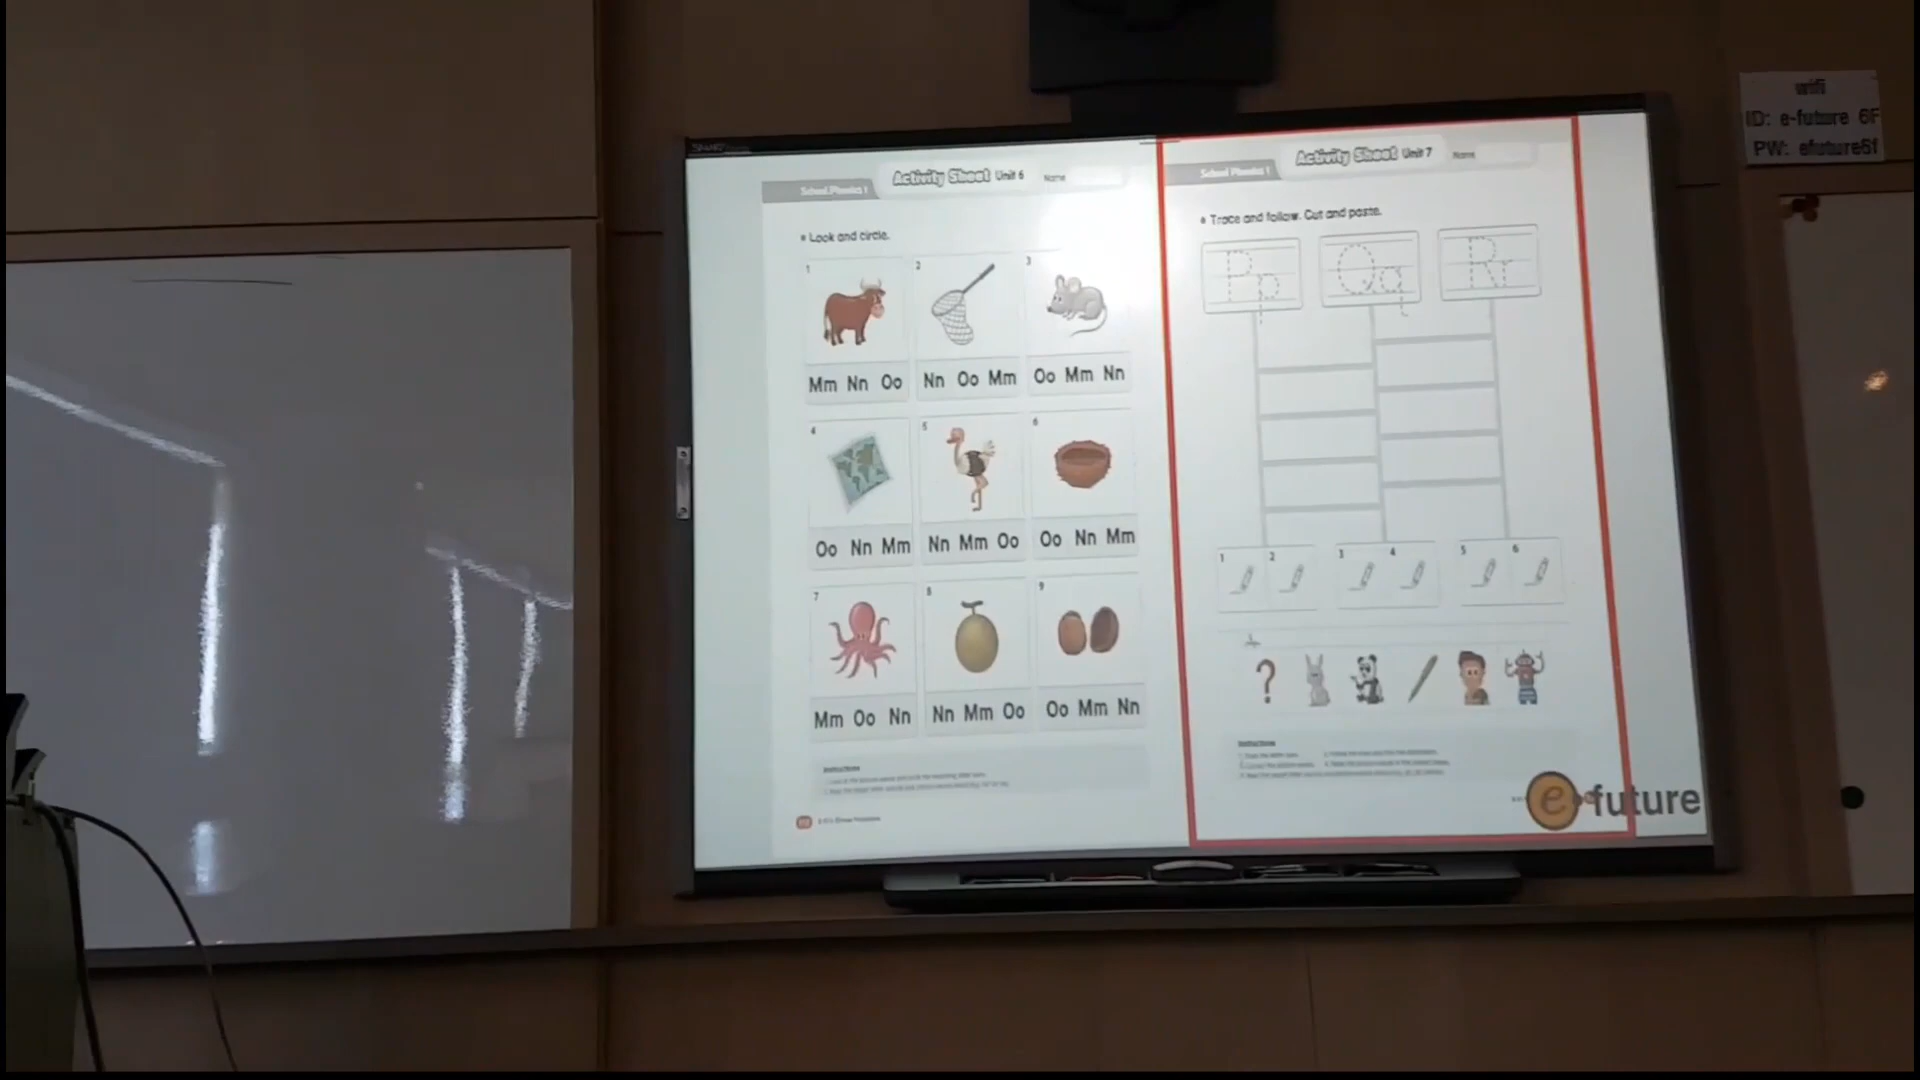 wifi
ID: e-future 6F
PW: efuture6f
SMART
School Phonics 1
Activity Sheet Unit 6 Name
Look and circle.
1 2 3
Mm Nn Oo Nn Oo Mm Oo Mm Nn
4 5 6
Oo Nn Mm Nn Mm Oo Oo Nn Mm
7 8 9
Mm Oo Nn Nn Mm Oo Oo Mm Nn
School Phonics 1
Activity Sheet Unit 7 Name
Trace and follow. Cut and paste.
Pp Qq Rr
1 2 3 4 5 6
?
e-future